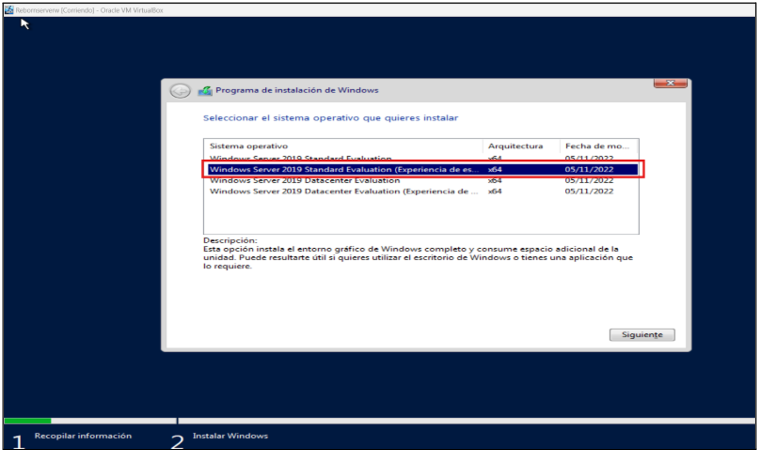 Rebornservere [Corriendo] - Oracle VM VirtualBox
Programa de instalación de Windows
Seleccionar el sistema operativo que quieres instalar
Sistema operativo Arquitectura Fecha de mo...
Windows Server 2019 Standard Evaluation x64 05/11/2022
Windows Server 2019 Standard Evaluation (Experiencia de es... x64 05/11/2022
Windows Server 2019 Datacenter Evaluation x64 05/11/2022
Windows Server 2019 Datacenter Evaluation (Experiencia de ... x64 05/11/2022
Descripción:
Esta opción instala el entorno gráfico de Windows completo y consume espacio adicional de la
unidad. Puede resultarte útil si quieres utilizar el escritorio de Windows o tienes una aplicación que
lo requiere.
Siguiente
1 Recopilar información 2 Instalar Windows